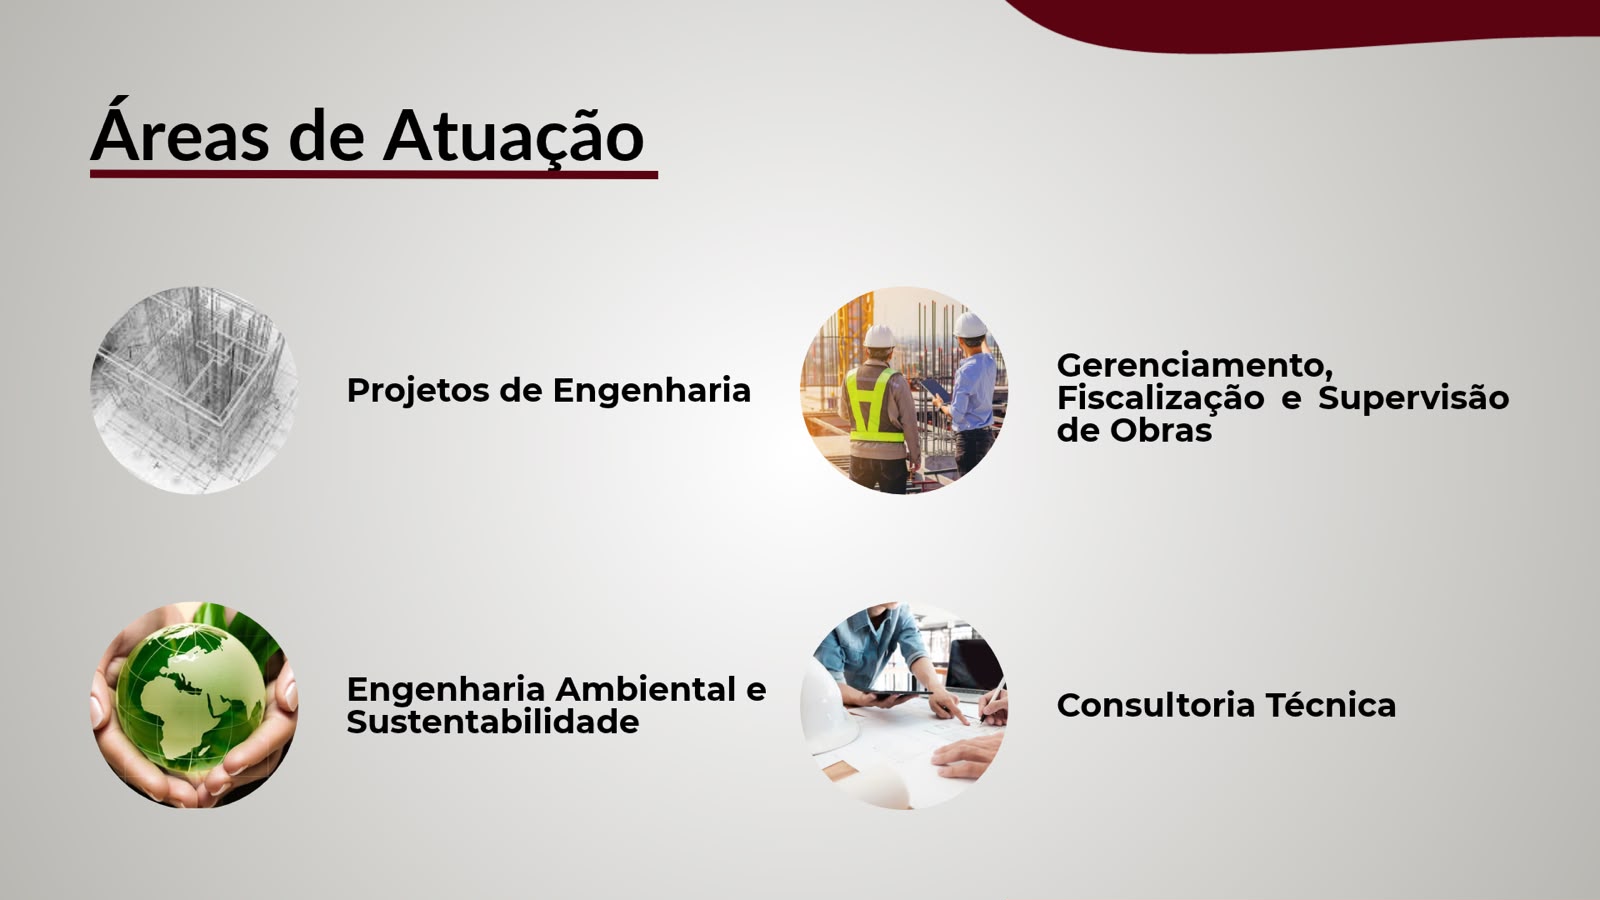 Áreas de Atuação
Projetos de Engenharia
Gerenciamento,
Fiscalização e Supervisão
de Obras
Engenharia Ambiental e
Sustentabilidade
Consultoria Técnica